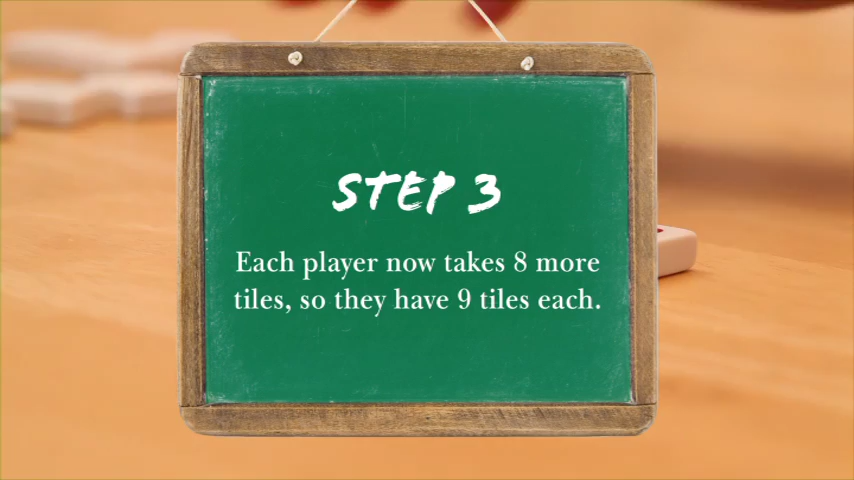 STEP 3
Each player now takes 8 more
tiles, so they have 9 tiles each.